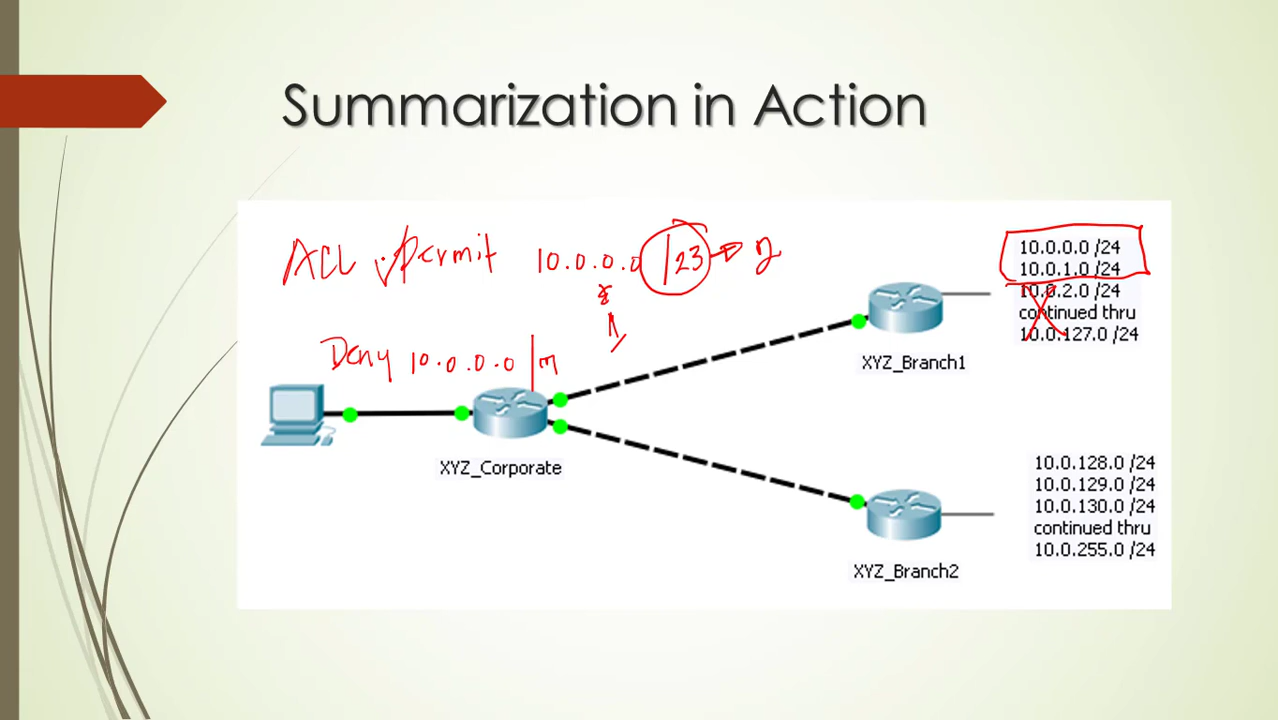 Summarization in Action
ACL Permit 10.0.0.0 /23 → 2
10.0.0.0 /24
10.0.1.0 /24
10.0.2.0 /24
continued thru
10.0.127.0 /24
Deny 10.0.0.0 /17
XYZ_Branch1
XYZ_Corporate
10.0.128.0 /24
10.0.129.0 /24
10.0.130.0 /24
continued thru
10.0.255.0 /24
XYZ_Branch2